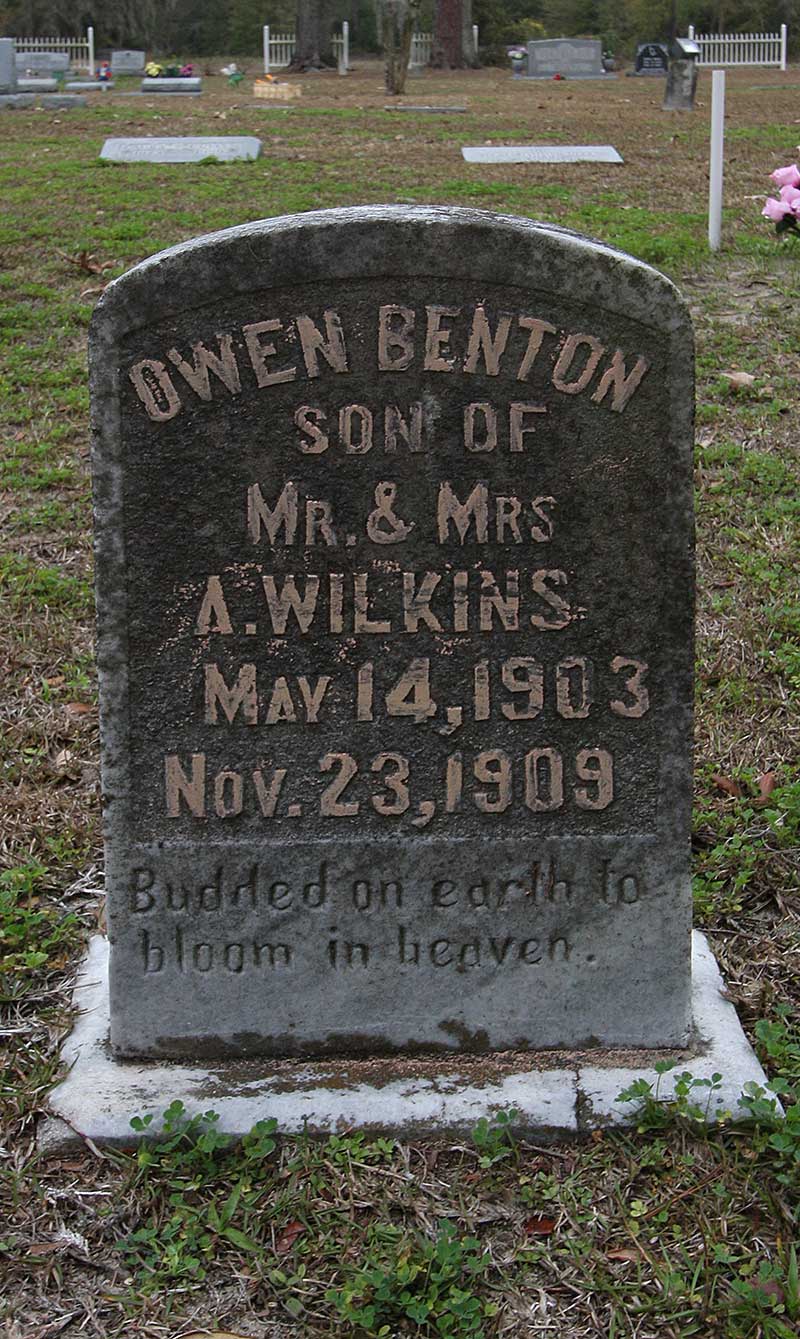 OWEN BENTON
SON OF
MR. & MRS
A. WILKINS
MAY 14, 1903
NOV. 23, 1909
Budded on earth to
bloom in heaven.